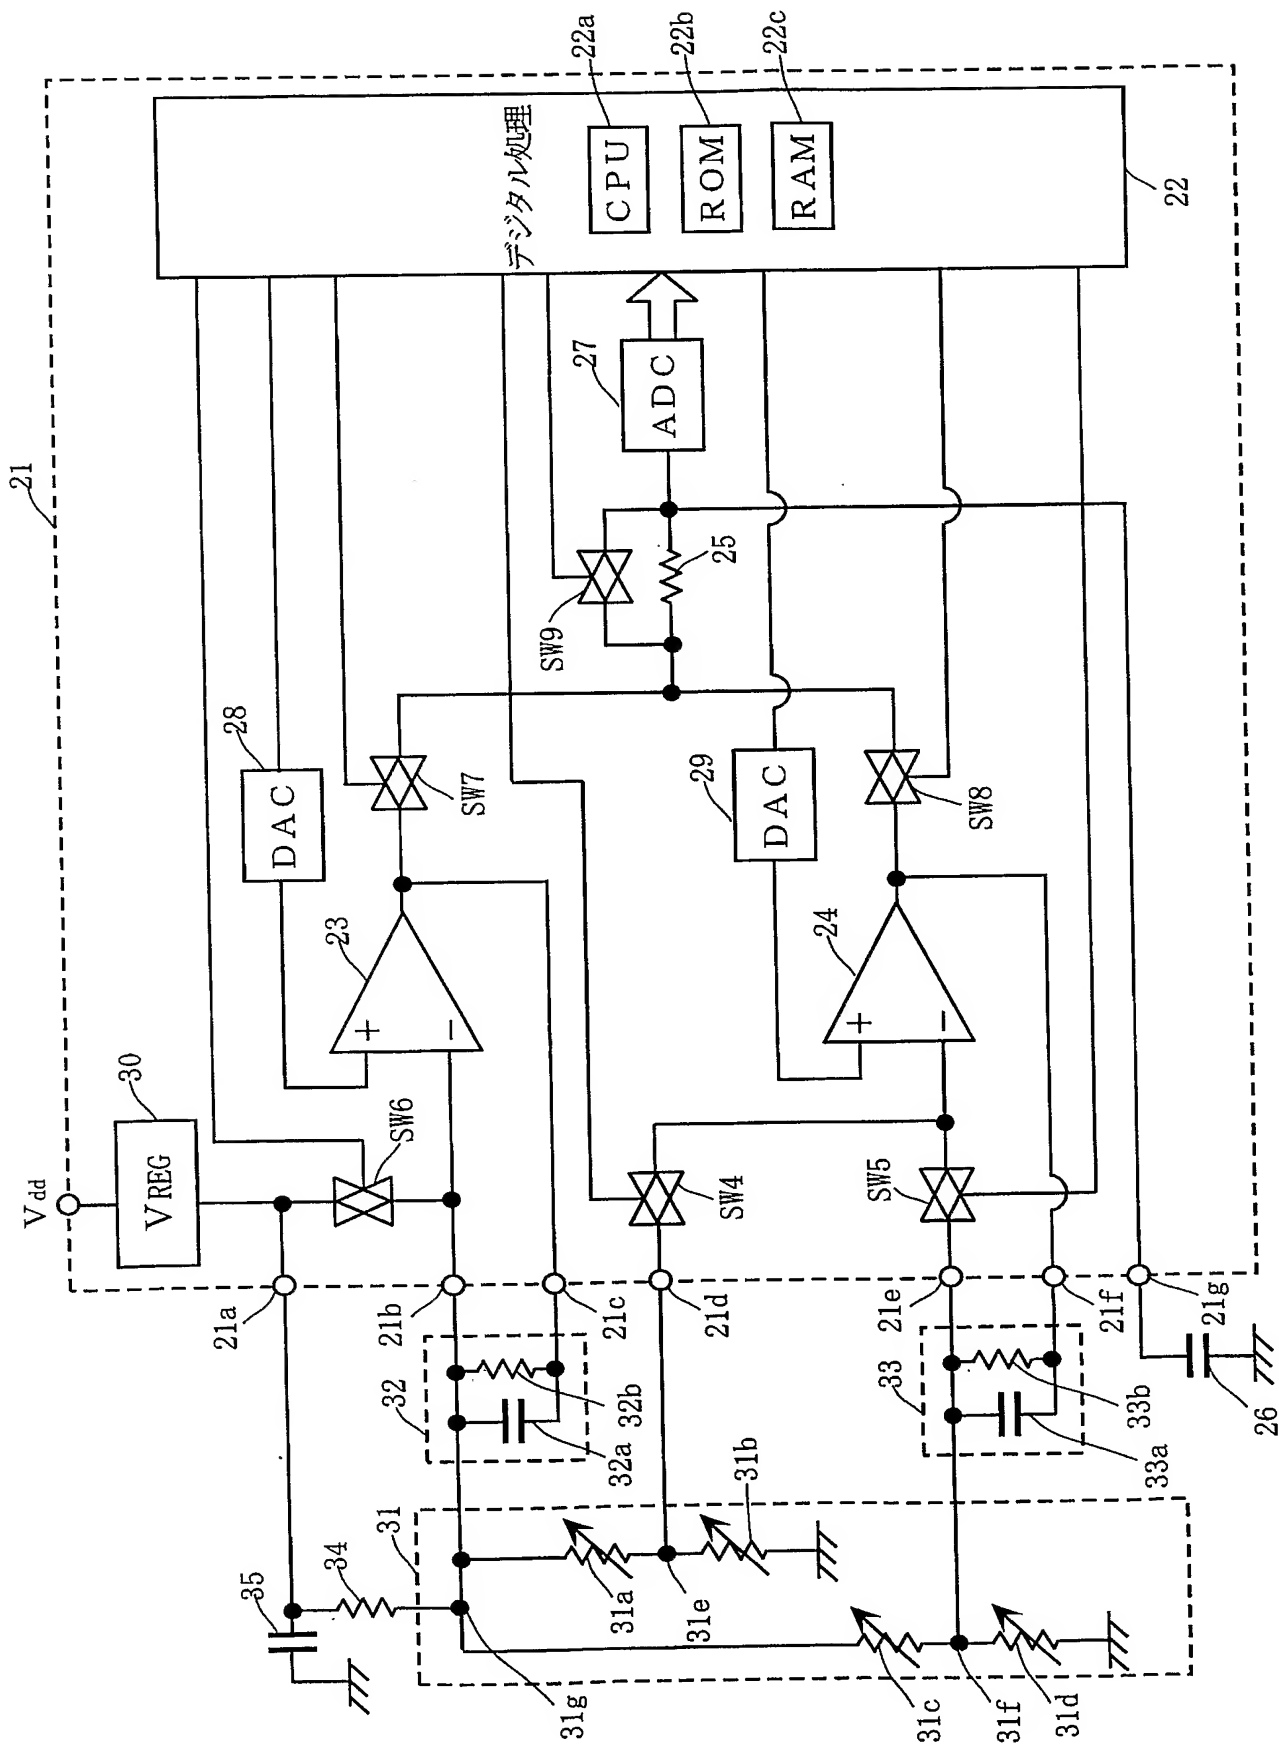 21
Vdd
30
VREG
SW6
28
DAC
23
+
−
SW7
デジタル処理
22a
CPU
22b
ROM
22c
RAM
22
27
ADC
SW9
25
29
DAC
24
+
−
SW8
SW4
SW5
21a
21b
21c
21d
21e
21f
21g
26
32
32b
32a
33
33b
33a
35
34
31
31a
31b
31e
31g
31c
31f
31d